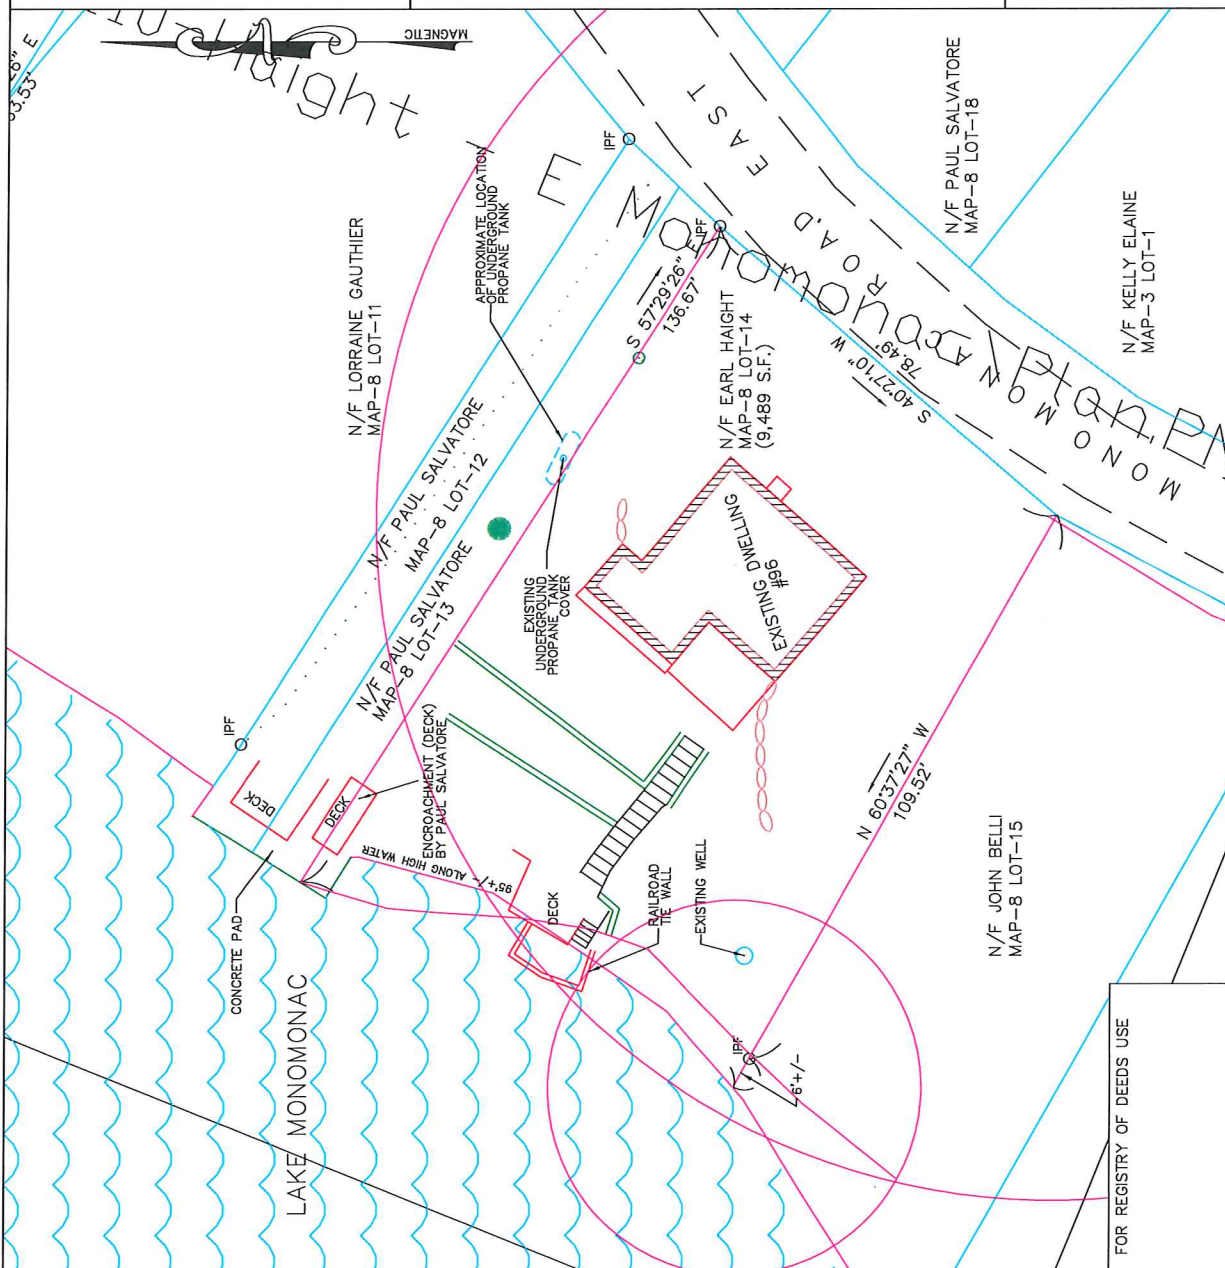 MAGNETIC
IPF
EAST
ROAD
N/F PAUL SALVATORE
MAP-8 LOT-18
N/F LORRAINE GAUTHIER
MAP-8 LOT-11
APPROXIMATE LOCATION
OF UNDERGROUND
PROPANE TANK
IPF
S 57°29'26" E
136.67'
N/F KELLY ELAINE
MAP-3 LOT-1
N/F EARL HAIGHT
MAP-8 LOT-14
(9,489 S.F.)
S 40°27'10" W
78.49'
MONOMONAC
N/F PAUL SALVATORE
MAP-8 LOT-12
N/F PAUL SALVATORE
MAP-8 LOT-13
EXISTING
UNDERGROUND
PROPANE TANK
COVER
EXISTING DWELLING
#96
IPF
DECK
DECK
ENCROACHMENT (DECK)
BY PAUL SALVATORE
95'+/- ALONG HIGH WATER
CONCRETE PAD
DECK
RAILROAD
TIE WALL
EXISTING WELL
N 60°37'27" W
109.52'
N/F JOHN BELLI
MAP-8 LOT-15
LAKE MONOMONAC
IPF
6'+/-
FOR REGISTRY OF DEEDS USE